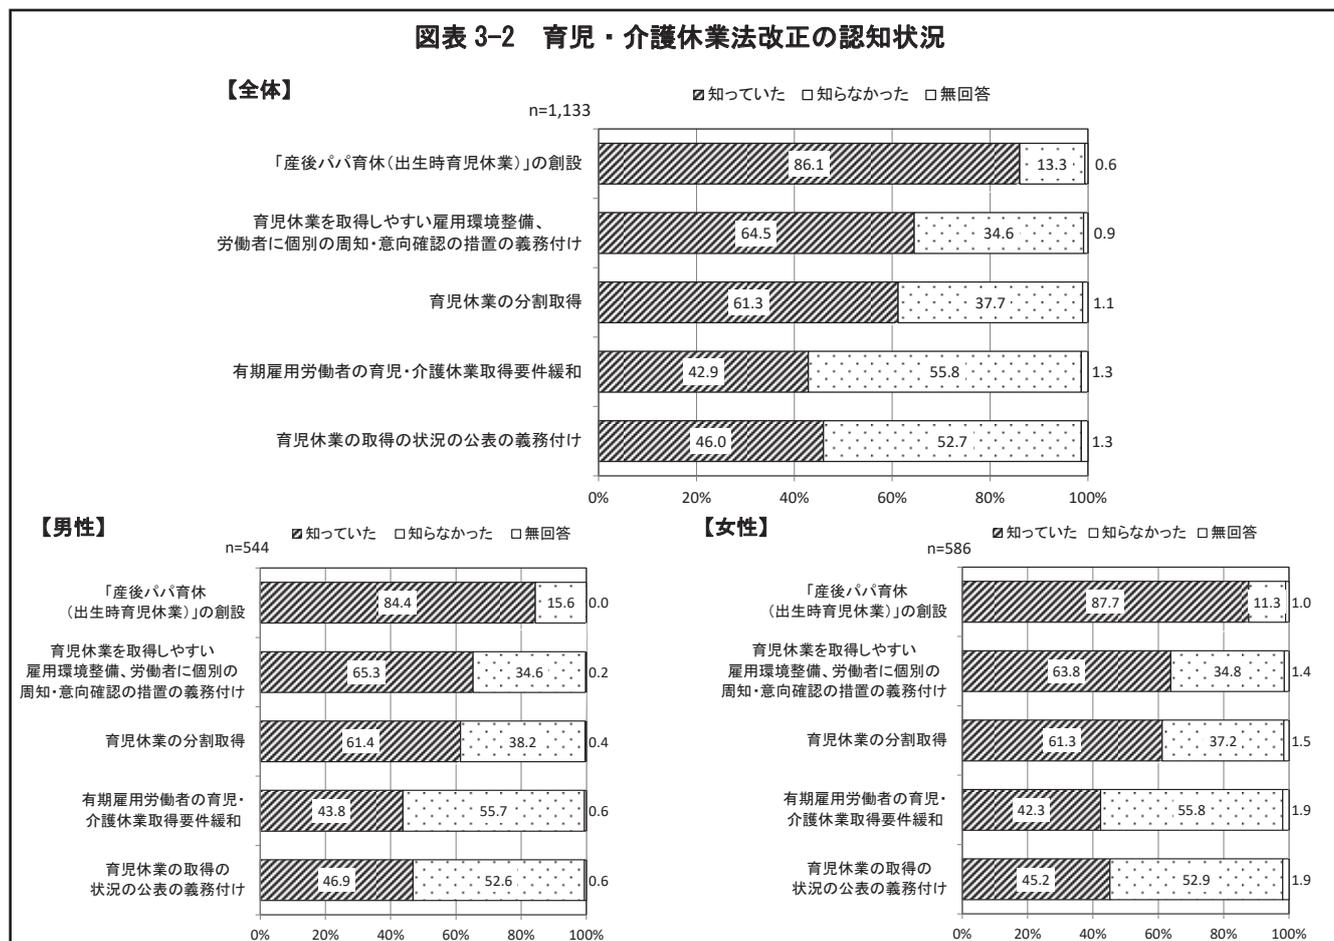 図表 3-2 育児・介護休業法改正の認知状況
【全体】
n=1,133
知っていた 知らなかった 無回答
「産後パパ育休(出生時育児休業)」の創設
86.1 13.3 0.6
育児休業を取得しやすい雇用環境整備、
労働者に個別の周知・意向確認の措置の義務付け
64.5 34.6 0.9
育児休業の分割取得
61.3 37.7 1.1
有期雇用労働者の育児・介護休業取得要件緩和
42.9 55.8 1.3
育児休業の取得の状況の公表の義務付け
46.0 52.7 1.3
0% 20% 40% 60% 80% 100%
【男性】
n=544
知っていた 知らなかった 無回答
「産後パパ育休
(出生時育児休業)」の創設
84.4 15.6 0.0
育児休業を取得しやすい
雇用環境整備、労働者に個別の
周知・意向確認の措置の義務付け
65.3 34.6 0.2
育児休業の分割取得
61.4 38.2 0.4
有期雇用労働者の育児・
介護休業取得要件緩和
43.8 55.7 0.6
育児休業の取得の
状況の公表の義務付け
46.9 52.6 0.6
0% 20% 40% 60% 80% 100%
【女性】
n=586
知っていた 知らなかった 無回答
「産後パパ育休
(出生時育児休業)」の創設
87.7 11.3 1.0
育児休業を取得しやすい
雇用環境整備、労働者に個別の
周知・意向確認の措置の義務付け
63.8 34.8 1.4
育児休業の分割取得
61.3 37.2 1.5
有期雇用労働者の育児・
介護休業取得要件緩和
42.3 55.8 1.9
育児休業の取得の
状況の公表の義務付け
45.2 52.9 1.9
0% 20% 40% 60% 80% 100%